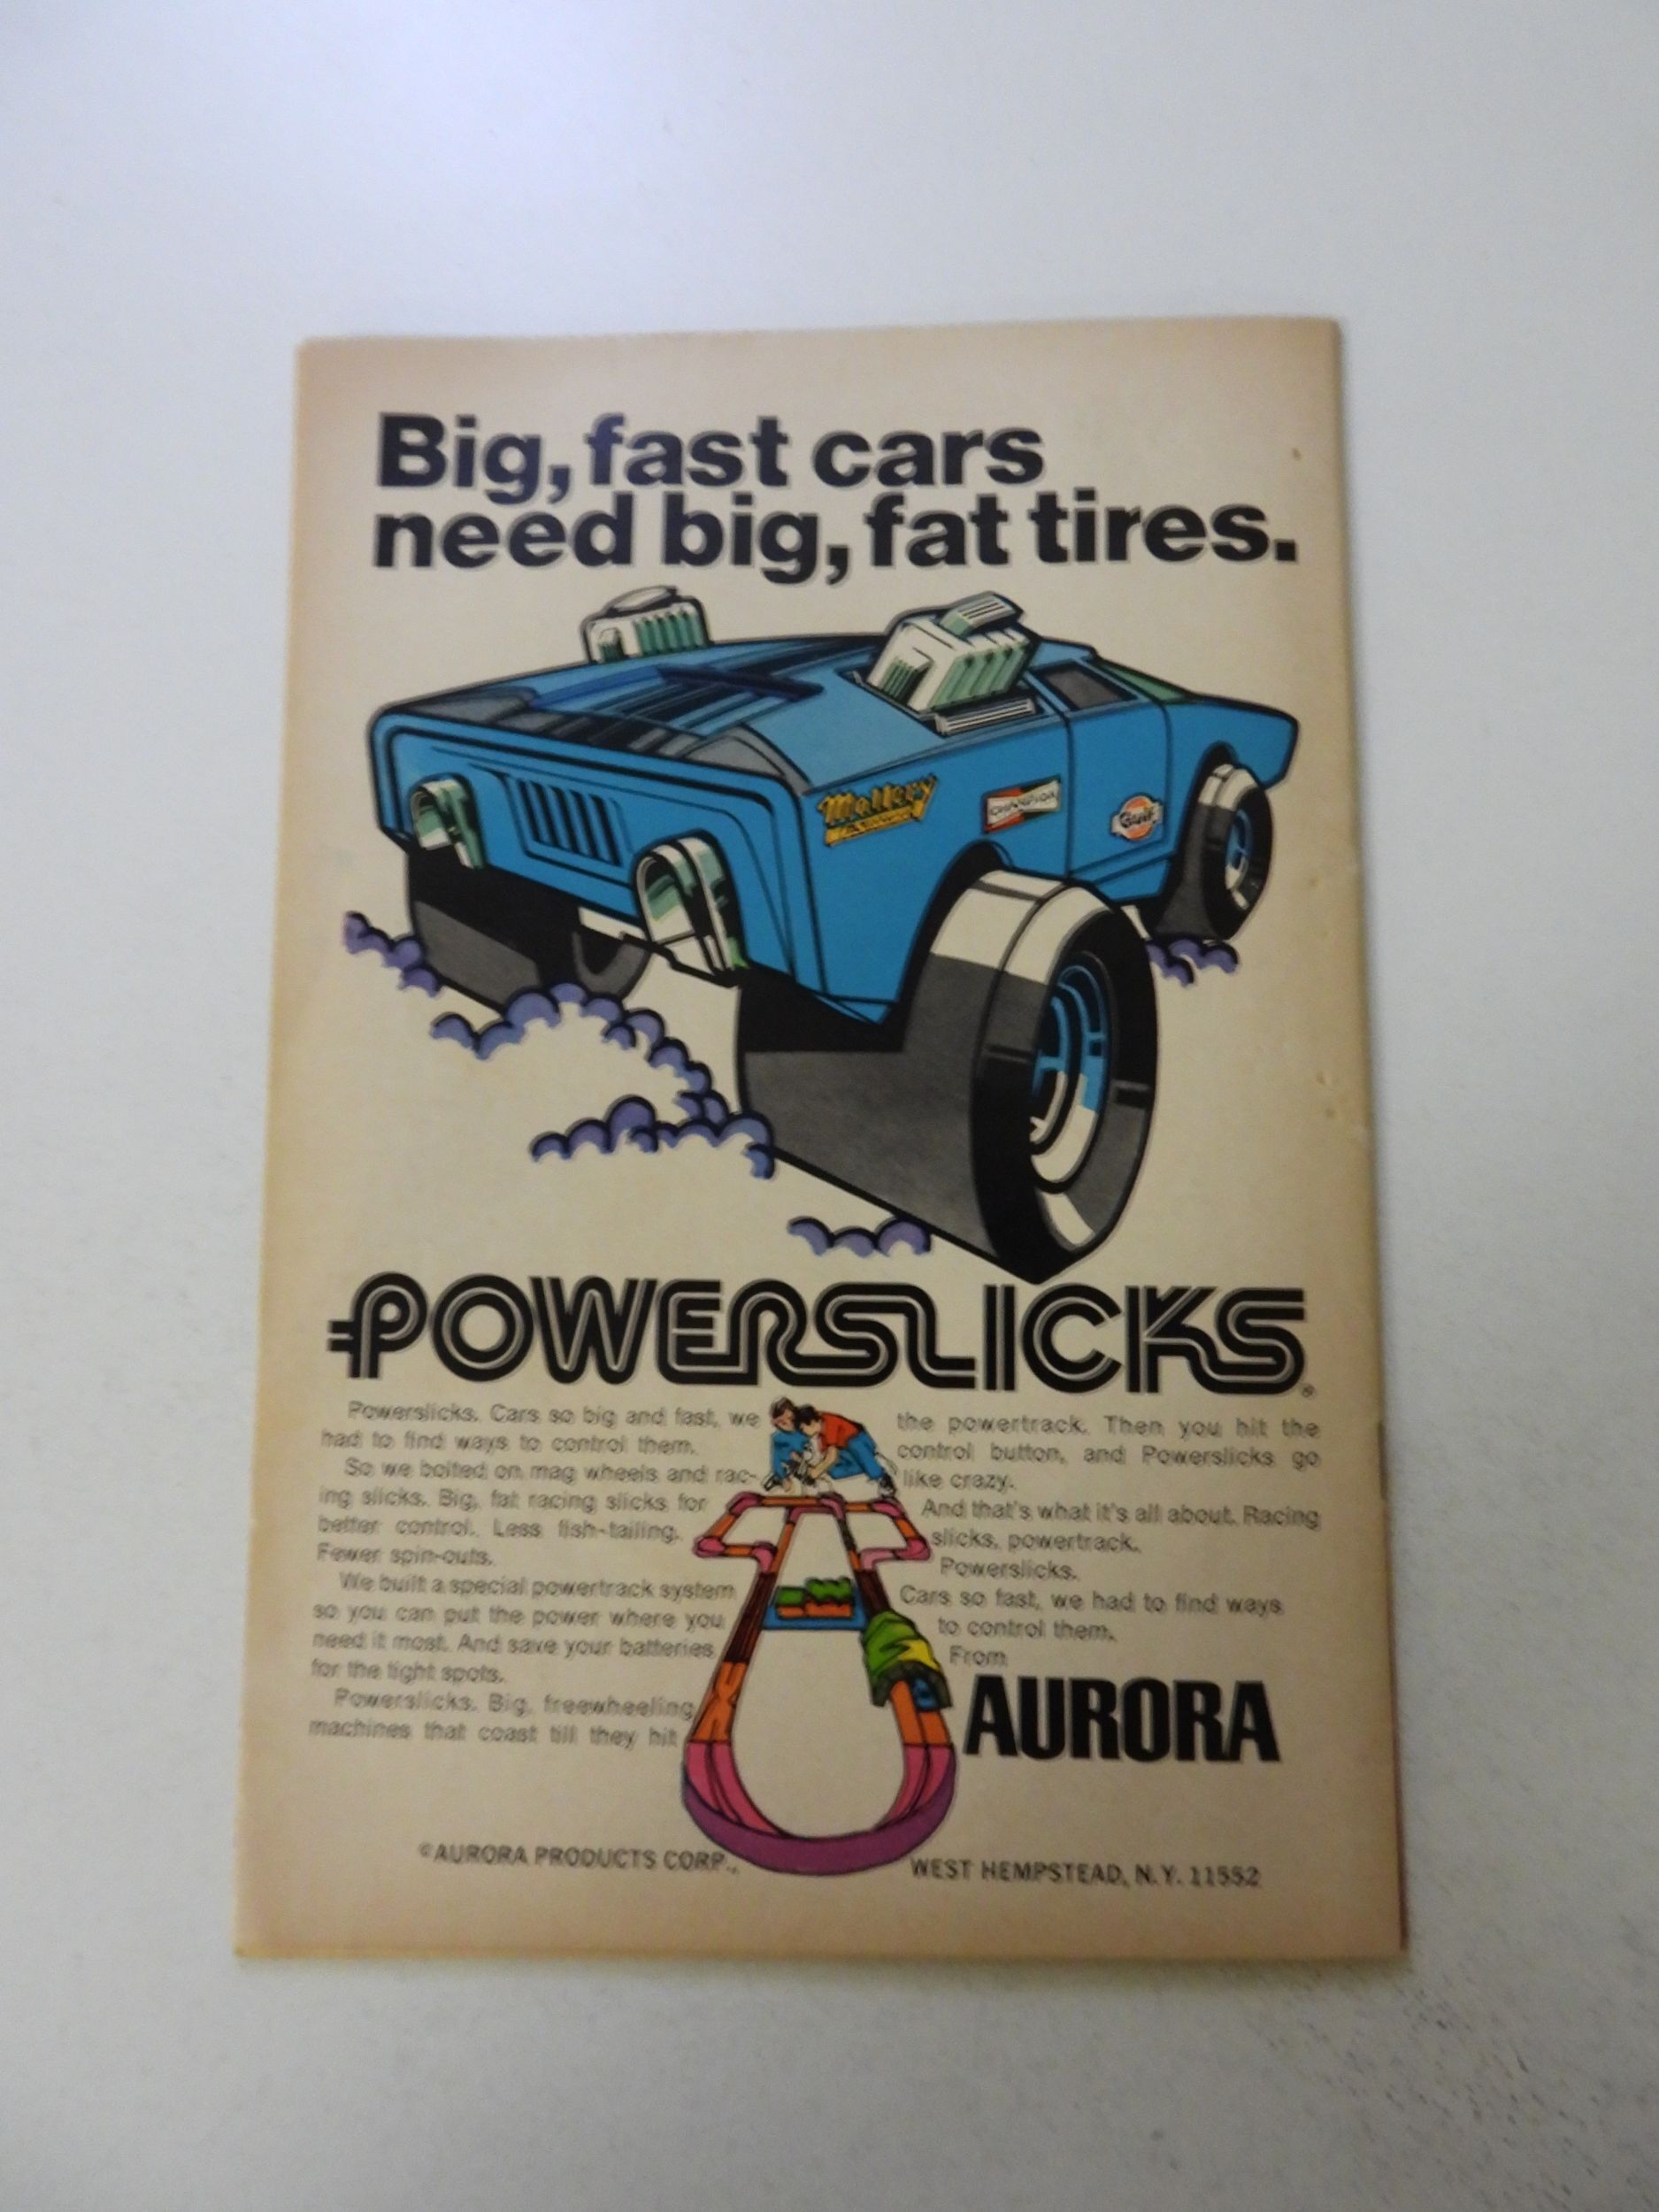 Big, fast cars
need big, fat tires.
Mallery
CHAMPION
Gulf
POWERSLICKS®
Powerslicks. Cars so big and fast, we
had to find ways to control them.
So we bolted on mag wheels and rac-
ing slicks. Big, fat racing slicks for
better control. Less fish-tailing.
Fewer spin-outs.
We built a special powertrack system
so you can put the power where you
need it most. And save your batteries
for the tight spots.
Powerslicks. Big, freewheeling
machines that coast till they hit
the powertrack. Then you hit the
control button, and Powerslicks go
like crazy.
And that's what it's all about. Racing
slicks, powertrack.
Powerslicks.
Cars so fast, we had to find ways
to control them.
From
AURORA
©AURORA PRODUCTS CORP., WEST HEMPSTEAD, N.Y. 11552